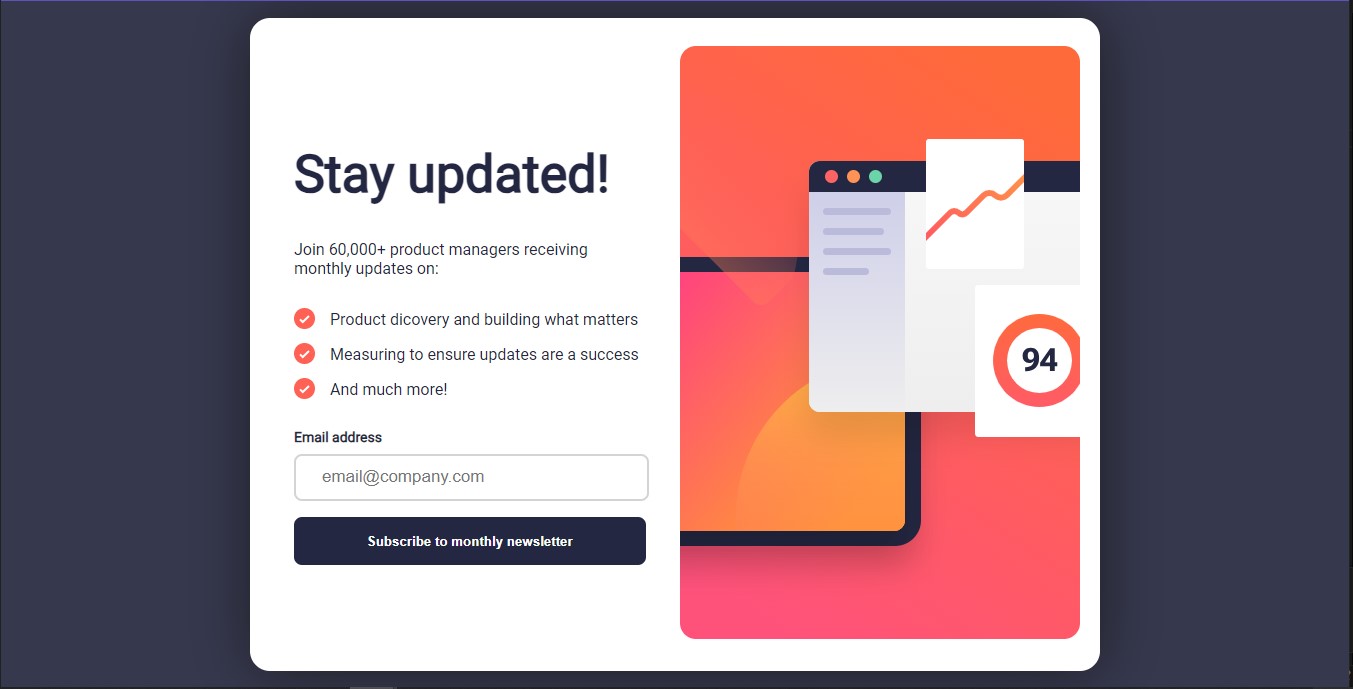 Stay updated!
Join 60,000+ product managers receiving
monthly updates on:
Product dicovery and building what matters
Measuring to ensure updates are a success
And much more!
Email address
email@company.com
Subscribe to monthly newsletter
94